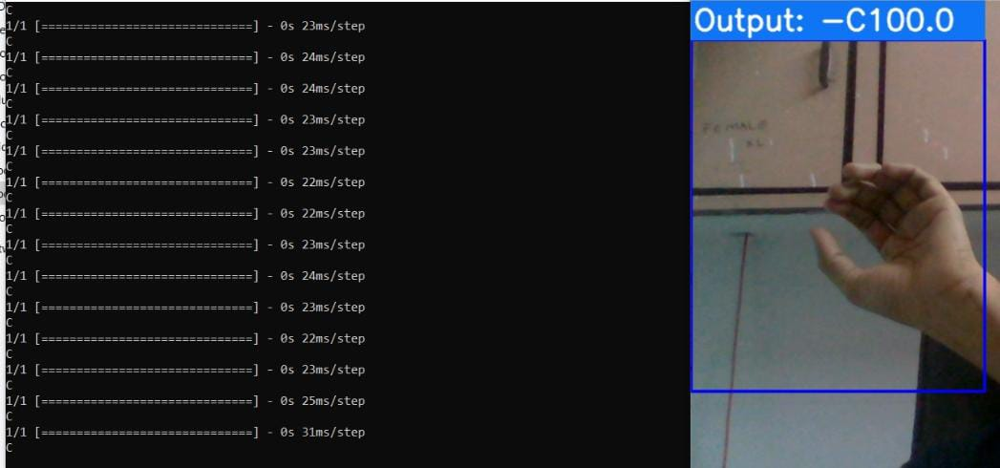 C
1/1 [==============================] - 0s 23ms/step
C
1/1 [==============================] - 0s 24ms/step
C
1/1 [==============================] - 0s 24ms/step
C
1/1 [==============================] - 0s 23ms/step
C
1/1 [==============================] - 0s 23ms/step
C
1/1 [==============================] - 0s 22ms/step
C
1/1 [==============================] - 0s 22ms/step
C
1/1 [==============================] - 0s 23ms/step
C
1/1 [==============================] - 0s 24ms/step
C
1/1 [==============================] - 0s 23ms/step
C
1/1 [==============================] - 0s 22ms/step
C
1/1 [==============================] - 0s 23ms/step
C
1/1 [==============================] - 0s 25ms/step
C
1/1 [==============================] - 0s 31ms/step
C
Output: -C100.0
FEMALE
XL